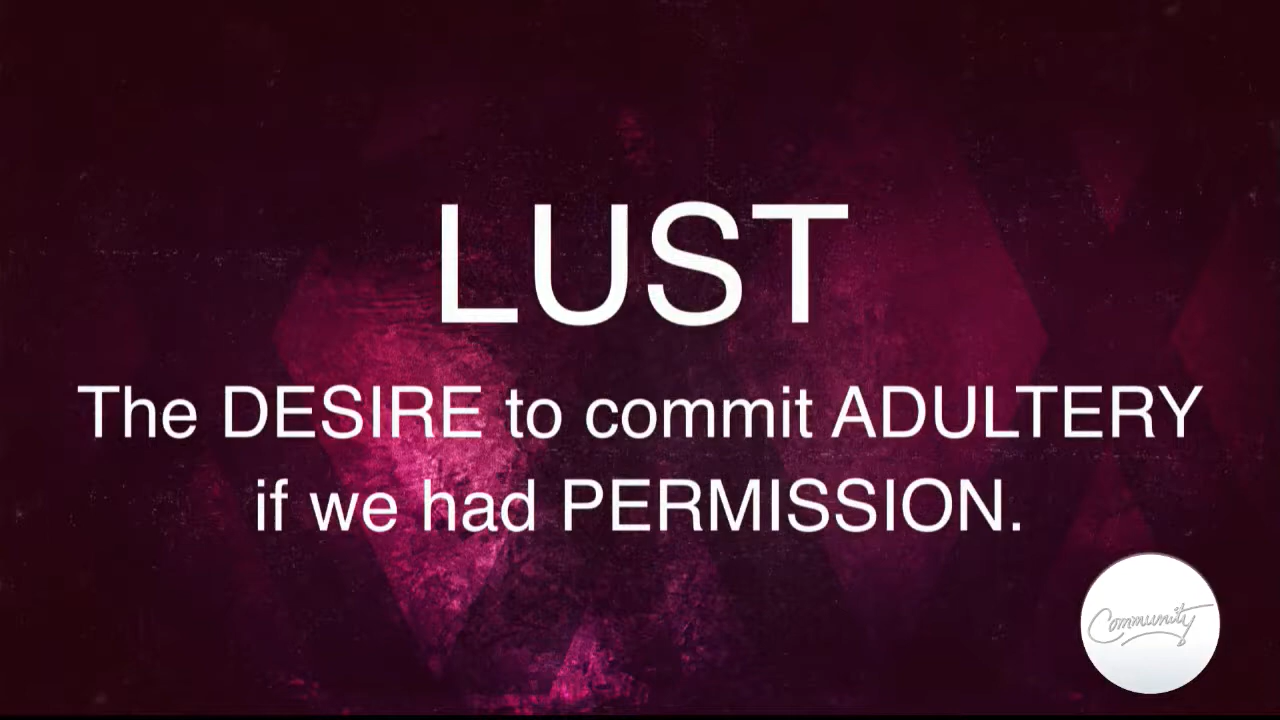 LUST
The DESIRE to commit ADULTERY
if we had PERMISSION.
Community